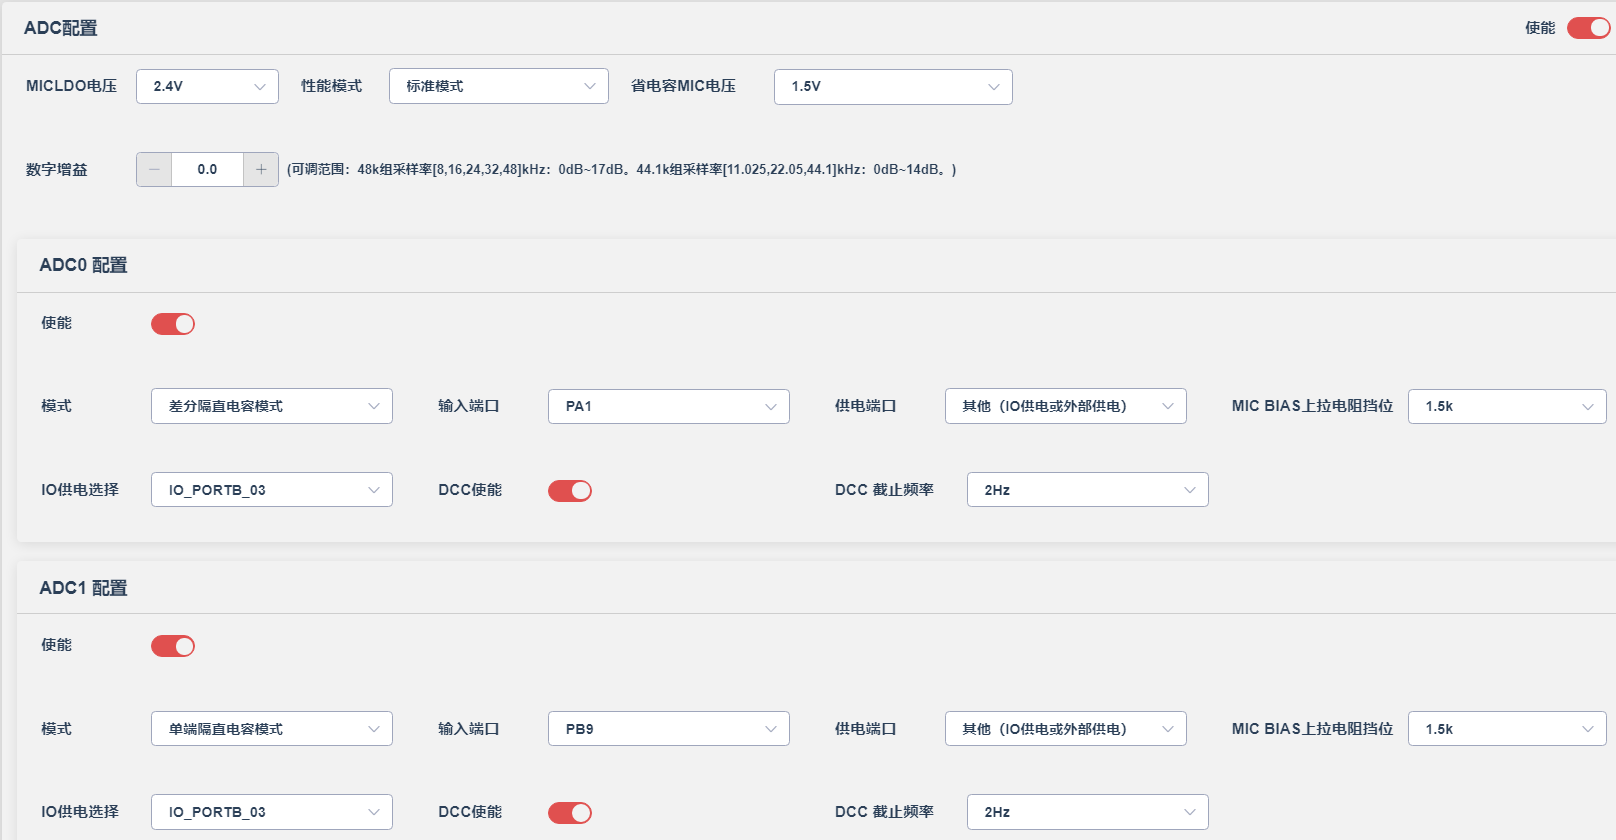 ADC配置 使能
MICLDO电压 2.4V 性能模式 标准模式 省电容MIC电压 1.5V
数字增益 − 0.0 + (可调范围：48k组采样率[8,16,24,32,48]kHz：0dB~17dB。44.1k组采样率[11.025,22.05,44.1]kHz：0dB~14dB。)
ADC0 配置
使能
模式 差分隔直电容模式 输入端口 PA1 供电端口 其他（IO供电或外部供电） MIC BIAS上拉电阻挡位 1.5k
IO供电选择 IO_PORTB_03 DCC使能 DCC 截止频率 2Hz
ADC1 配置
使能
模式 单端隔直电容模式 输入端口 PB9 供电端口 其他（IO供电或外部供电） MIC BIAS上拉电阻挡位 1.5k
IO供电选择 IO_PORTB_03 DCC使能 DCC 截止频率 2Hz